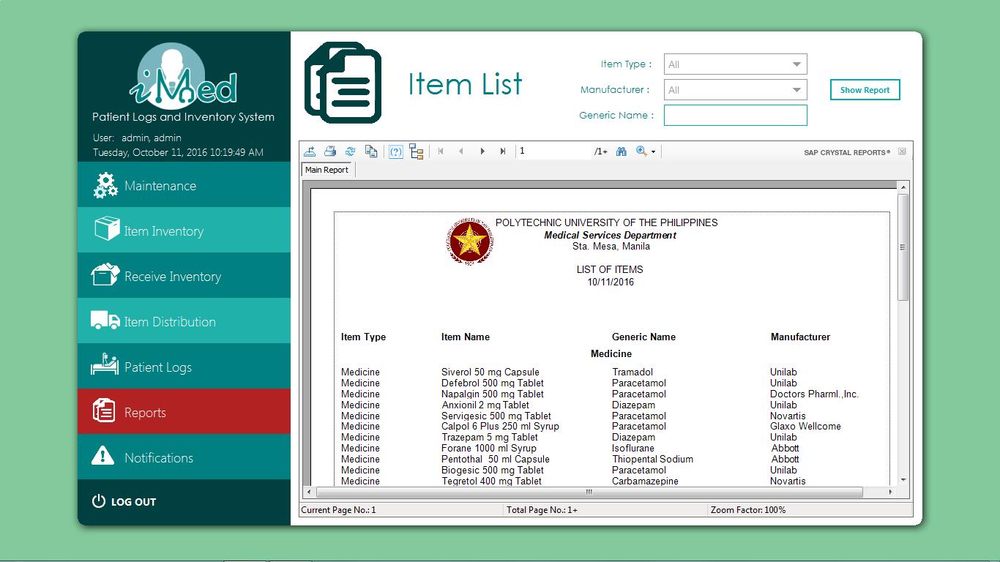 iMed
Patient Logs and Inventory System
User: admin, admin
Tuesday, October 11, 2016 10:19:49 AM
Maintenance
Item Inventory
Receive Inventory
Item Distribution
Patient Logs
Reports
Notifications
LOG OUT
Item List
Item Type : All
Manufacturer : All
Generic Name :
Show Report
1 /1+
SAP CRYSTAL REPORTS®
Main Report
POLYTECHNIC UNIVERSITY OF THE PHILIPPINES
Medical Services Department
Sta. Mesa, Manila
LIST OF ITEMS
10/11/2016
Item Type Item Name Generic Name Manufacturer
Medicine
Medicine Siverol 50 mg Capsule Tramadol Unilab
Medicine Defebrol 500 mg Tablet Paracetamol Unilab
Medicine Napalgin 500 mg Tablet Paracetamol Doctors Pharml.,Inc.
Medicine Anxionil 2 mg Tablet Diazepam Unilab
Medicine Servigesic 500 mg Tablet Paracetamol Novartis
Medicine Calpol 6 Plus 250 ml Syrup Paracetamol Glaxo Wellcome
Medicine Trazepam 5 mg Tablet Diazepam Unilab
Medicine Forane 1000 ml Syrup Isoflurane Abbott
Medicine Pentothal 50 ml Capsule Thiopental Sodium Abbott
Medicine Biogesic 500 mg Tablet Paracetamol Unilab
Medicine Tegretol 400 mg Tablet Carbamazepine Novartis
Current Page No.: 1 Total Page No.: 1+ Zoom Factor: 100%